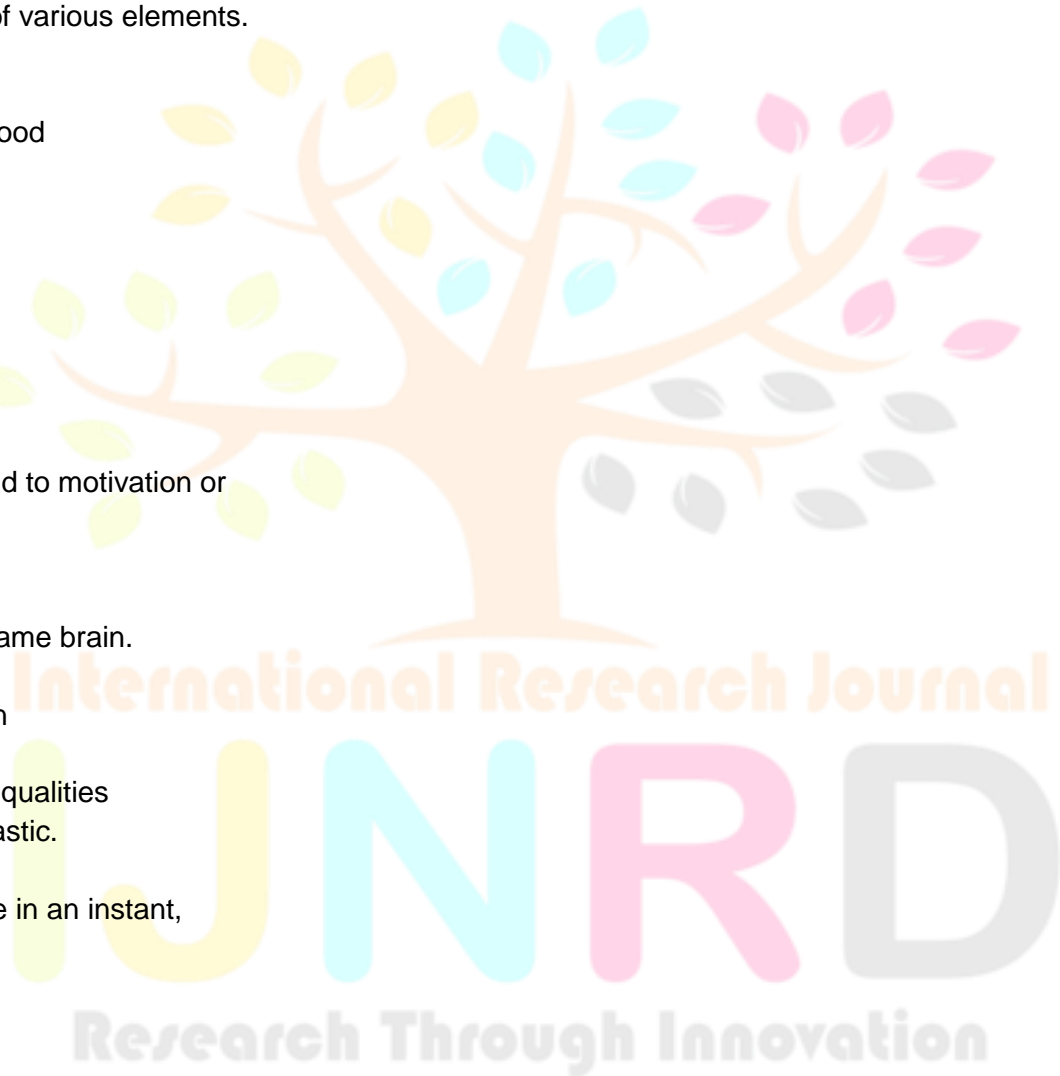 of various elements.
ood
d to motivation or
ame brain.
International Research Journal
n
qualities
astic.
e in an instant,
IJNRD
Research Through Innovation